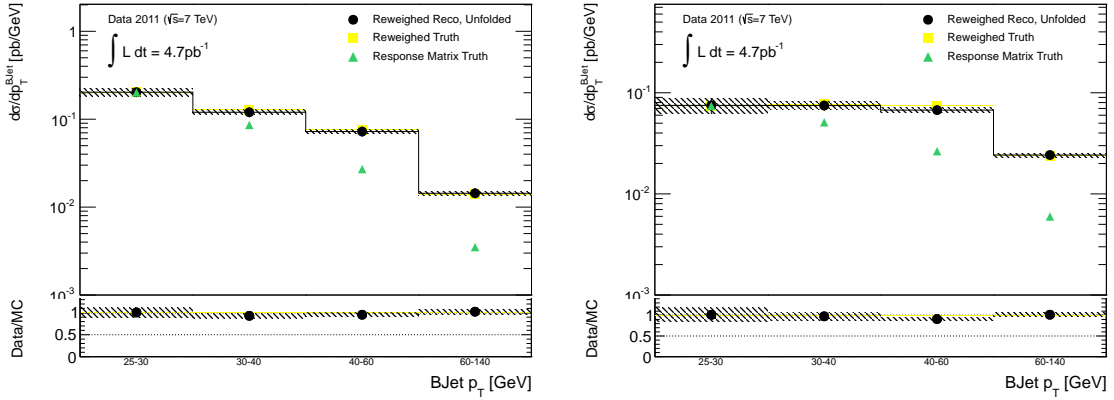 Data 2011 (√s=7 TeV)
∫ L dt = 4.7pb⁻¹
Reweighed Reco, Unfolded
Reweighed Truth
Response Matrix Truth
dσ/dp_T^BJet [pb/GeV]
1
10⁻¹
10⁻²
10⁻³
Data/MC
1
0.5
0
25-30 30-40 40-60 60-140
BJet p_T [GeV]
Data 2011 (√s=7 TeV)
∫ L dt = 4.7pb⁻¹
Reweighed Reco, Unfolded
Reweighed Truth
Response Matrix Truth
dσ/dp_T^BJet [pb/GeV]
10⁻¹
10⁻²
10⁻³
Data/MC
1
0.5
0
25-30 30-40 40-60 60-140
BJet p_T [GeV]